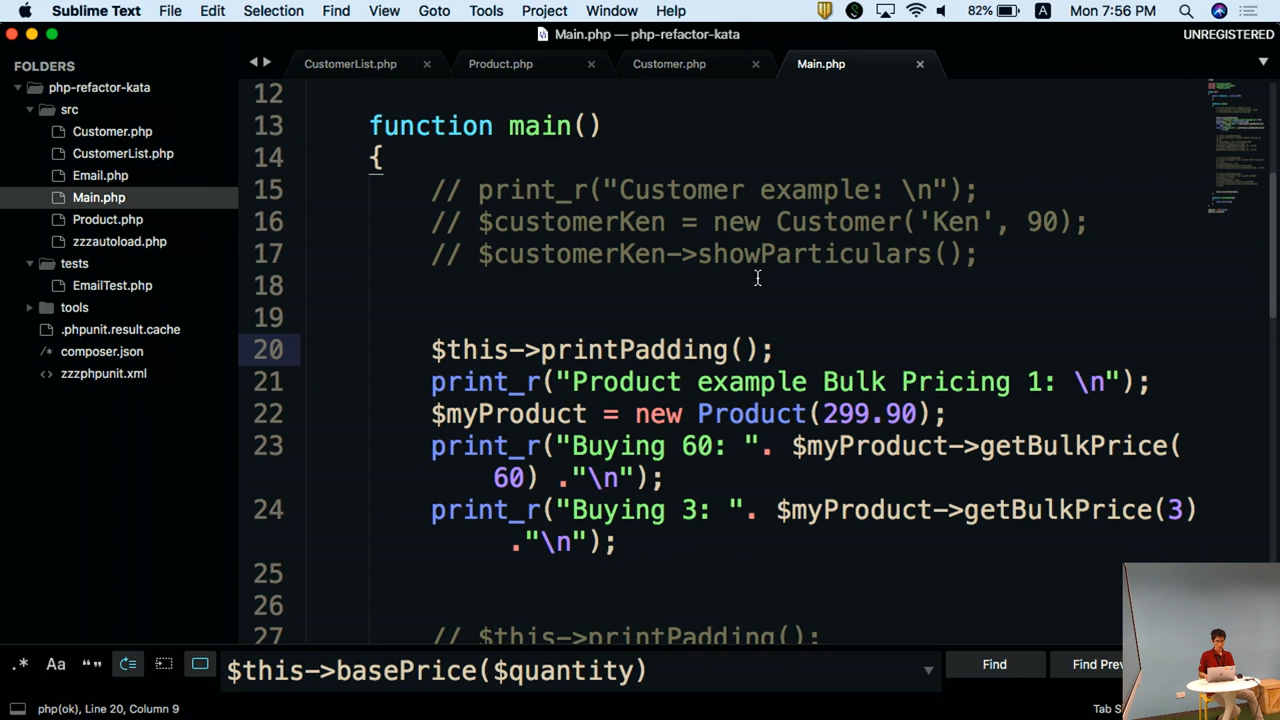 Sublime Text File Edit Selection Find View Goto Tools Project Window Help 82% A Mon 7:56 PM
Main.php — php-refactor-kata UNREGISTERED
FOLDERS
php-refactor-kata
src
Customer.php
CustomerList.php
Email.php
Main.php
Product.php
zzzautoload.php
tests
EmailTest.php
tools
.phpunit.result.cache
composer.json
zzzphpunit.xml
CustomerList.php Product.php Customer.php Main.php
12
13 function main()
14 {
15 // print_r("Customer example: \n");
16 // $customerKen = new Customer('Ken', 90);
17 // $customerKen->showParticulars();
18
19
20 $this->printPadding();
21 print_r("Product example Bulk Pricing 1: \n");
22 $myProduct = new Product(299.90);
23 print_r("Buying 60: ". $myProduct->getBulkPrice(
60) ."\n");
24 print_r("Buying 3: ". $myProduct->getBulkPrice(3)
."\n");
25
26
27 // $this->printPadding();
.* Aa “” $this->basePrice($quantity) Find Find Prev
php(ok), Line 20, Column 9 Tab S